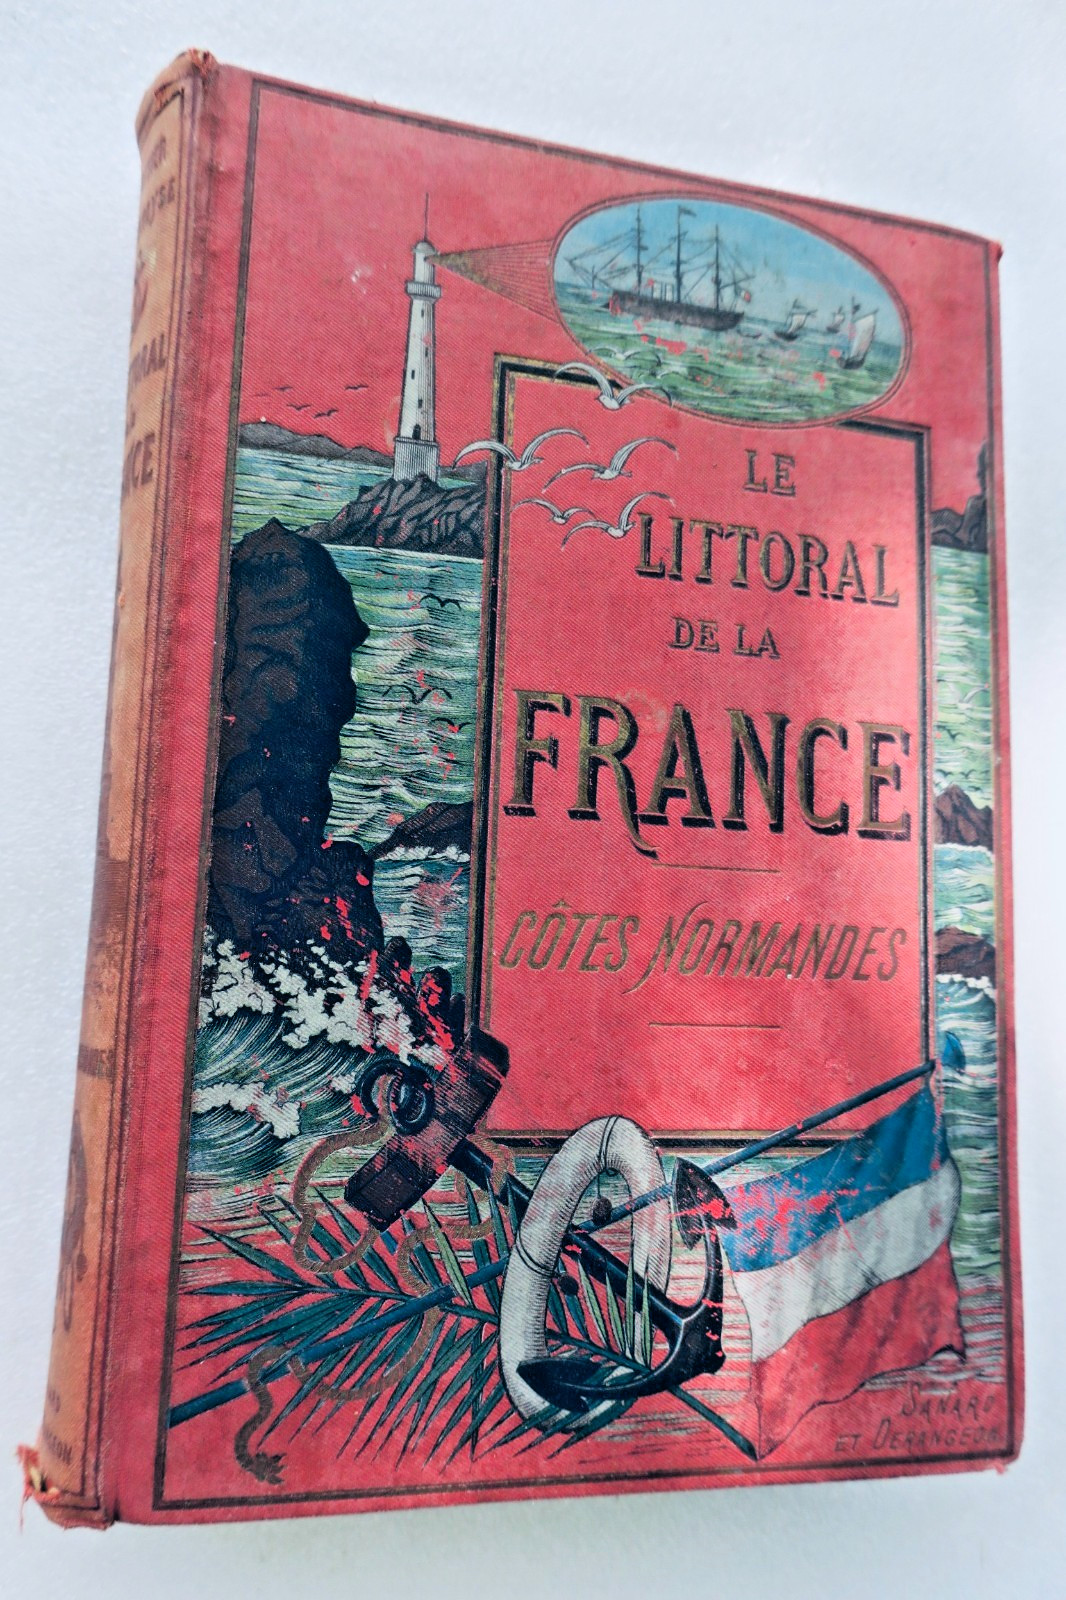 LE
LITTORAL
DE LA
FRANCE
CÔTES NORMANDES
SANARD
ET DERANGEON